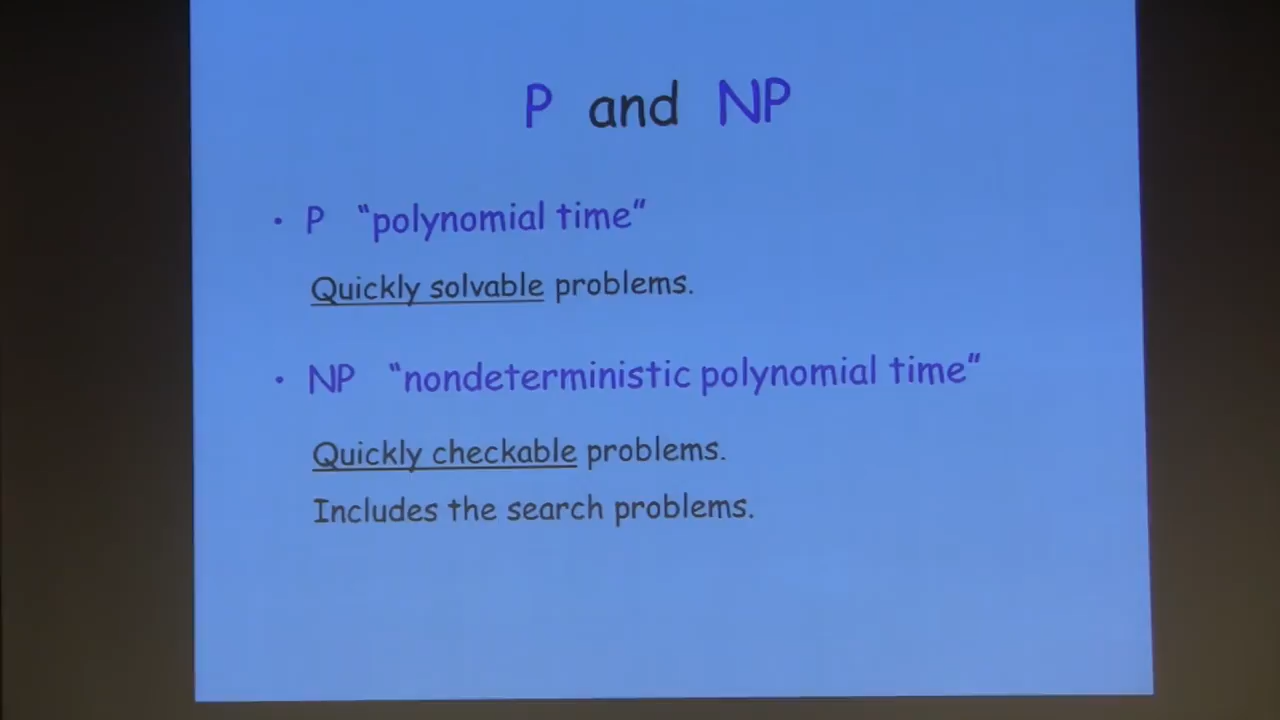 P and NP
• P “polynomial time”
Quickly solvable problems.
• NP “nondeterministic polynomial time”
Quickly checkable problems.
Includes the search problems.